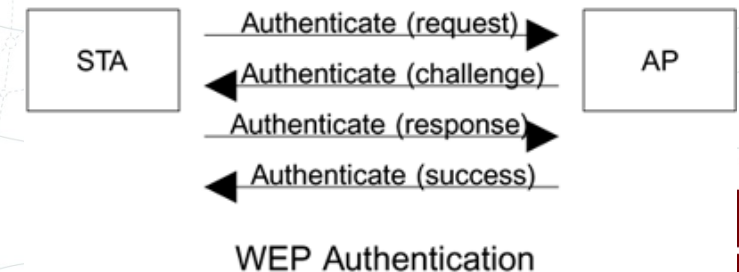 Authenticate (request)
STA
AP
Authenticate (challenge)
Authenticate (response)
Authenticate (success)
WEP Authentication